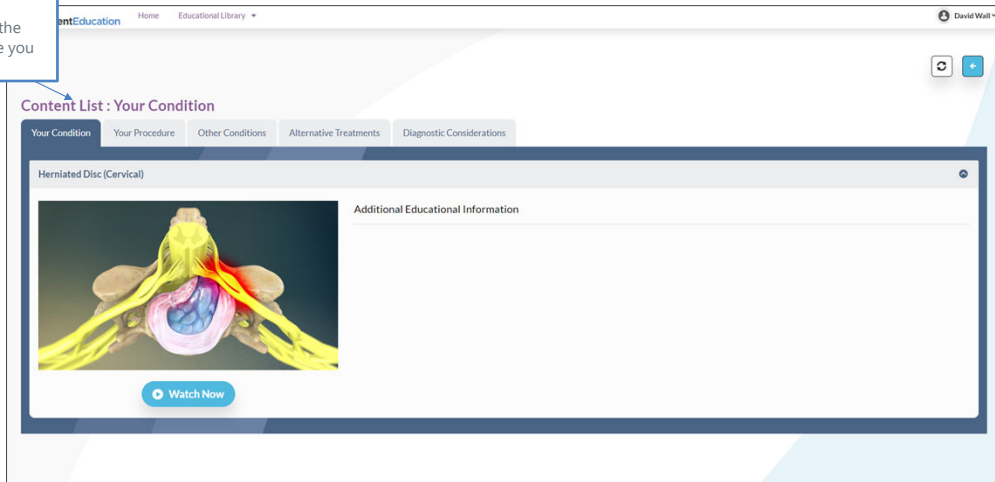 the
e you
entEducation Home Educational Library David Wall
Content List : Your Condition
Your Condition Your Procedure Other Conditions Alternative Treatments Diagnostic Considerations
Herniated Disc (Cervical)
Additional Educational Information
Watch Now